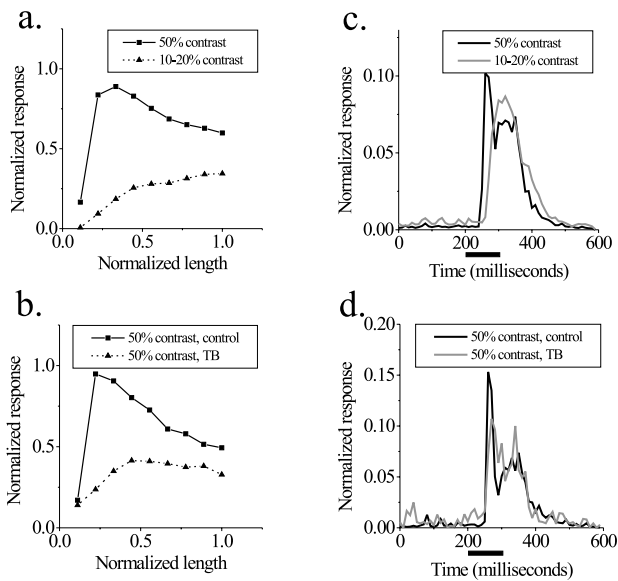 a.
50% contrast
10-20% contrast
Normalized response
1.0
0.5
0.0
0.0 0.5 1.0
Normalized length
c.
50% contrast
10-20% contrast
Normalized response
0.10
0.05
0.00
0 200 400 600
Time (milliseconds)
b.
50% contrast, control
50% contrast, TB
Normalized response
1.0
0.5
0.0
0.0 0.5 1.0
Normalized length
d.
50% contrast, control
50% contrast, TB
Normalized response
0.20
0.15
0.10
0.05
0.00
0 200 400 600
Time (milliseconds)